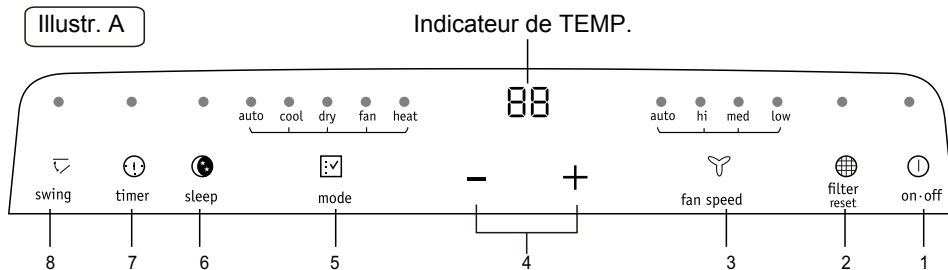 Illustr. A
Indicateur de TEMP.
88
auto cool dry fan heat
auto hi med low
swing timer sleep mode − + fan speed filter reset on·off
8 7 6 5 4 3 2 1